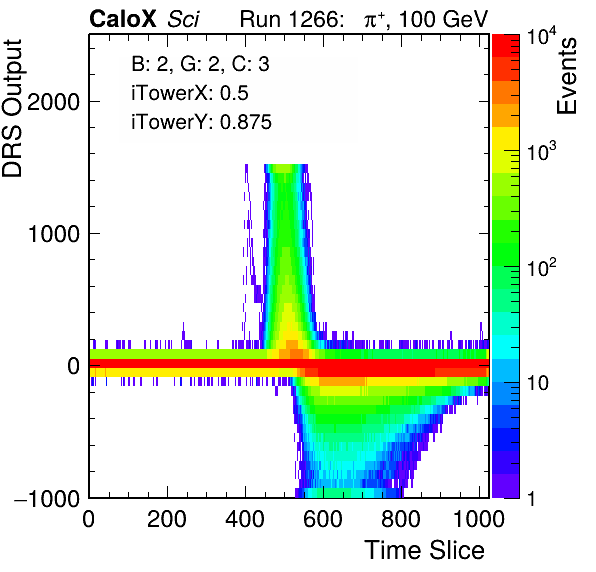 CaloX Sci Run 1266: π⁺, 100 GeV
B: 2, G: 2, C: 3
iTowerX: 0.5
iTowerY: 0.875
DRS Output
2000
1000
0
−1000
0 200 400 600 800 1000
Time Slice
Events
10⁴
10³
10²
10
1